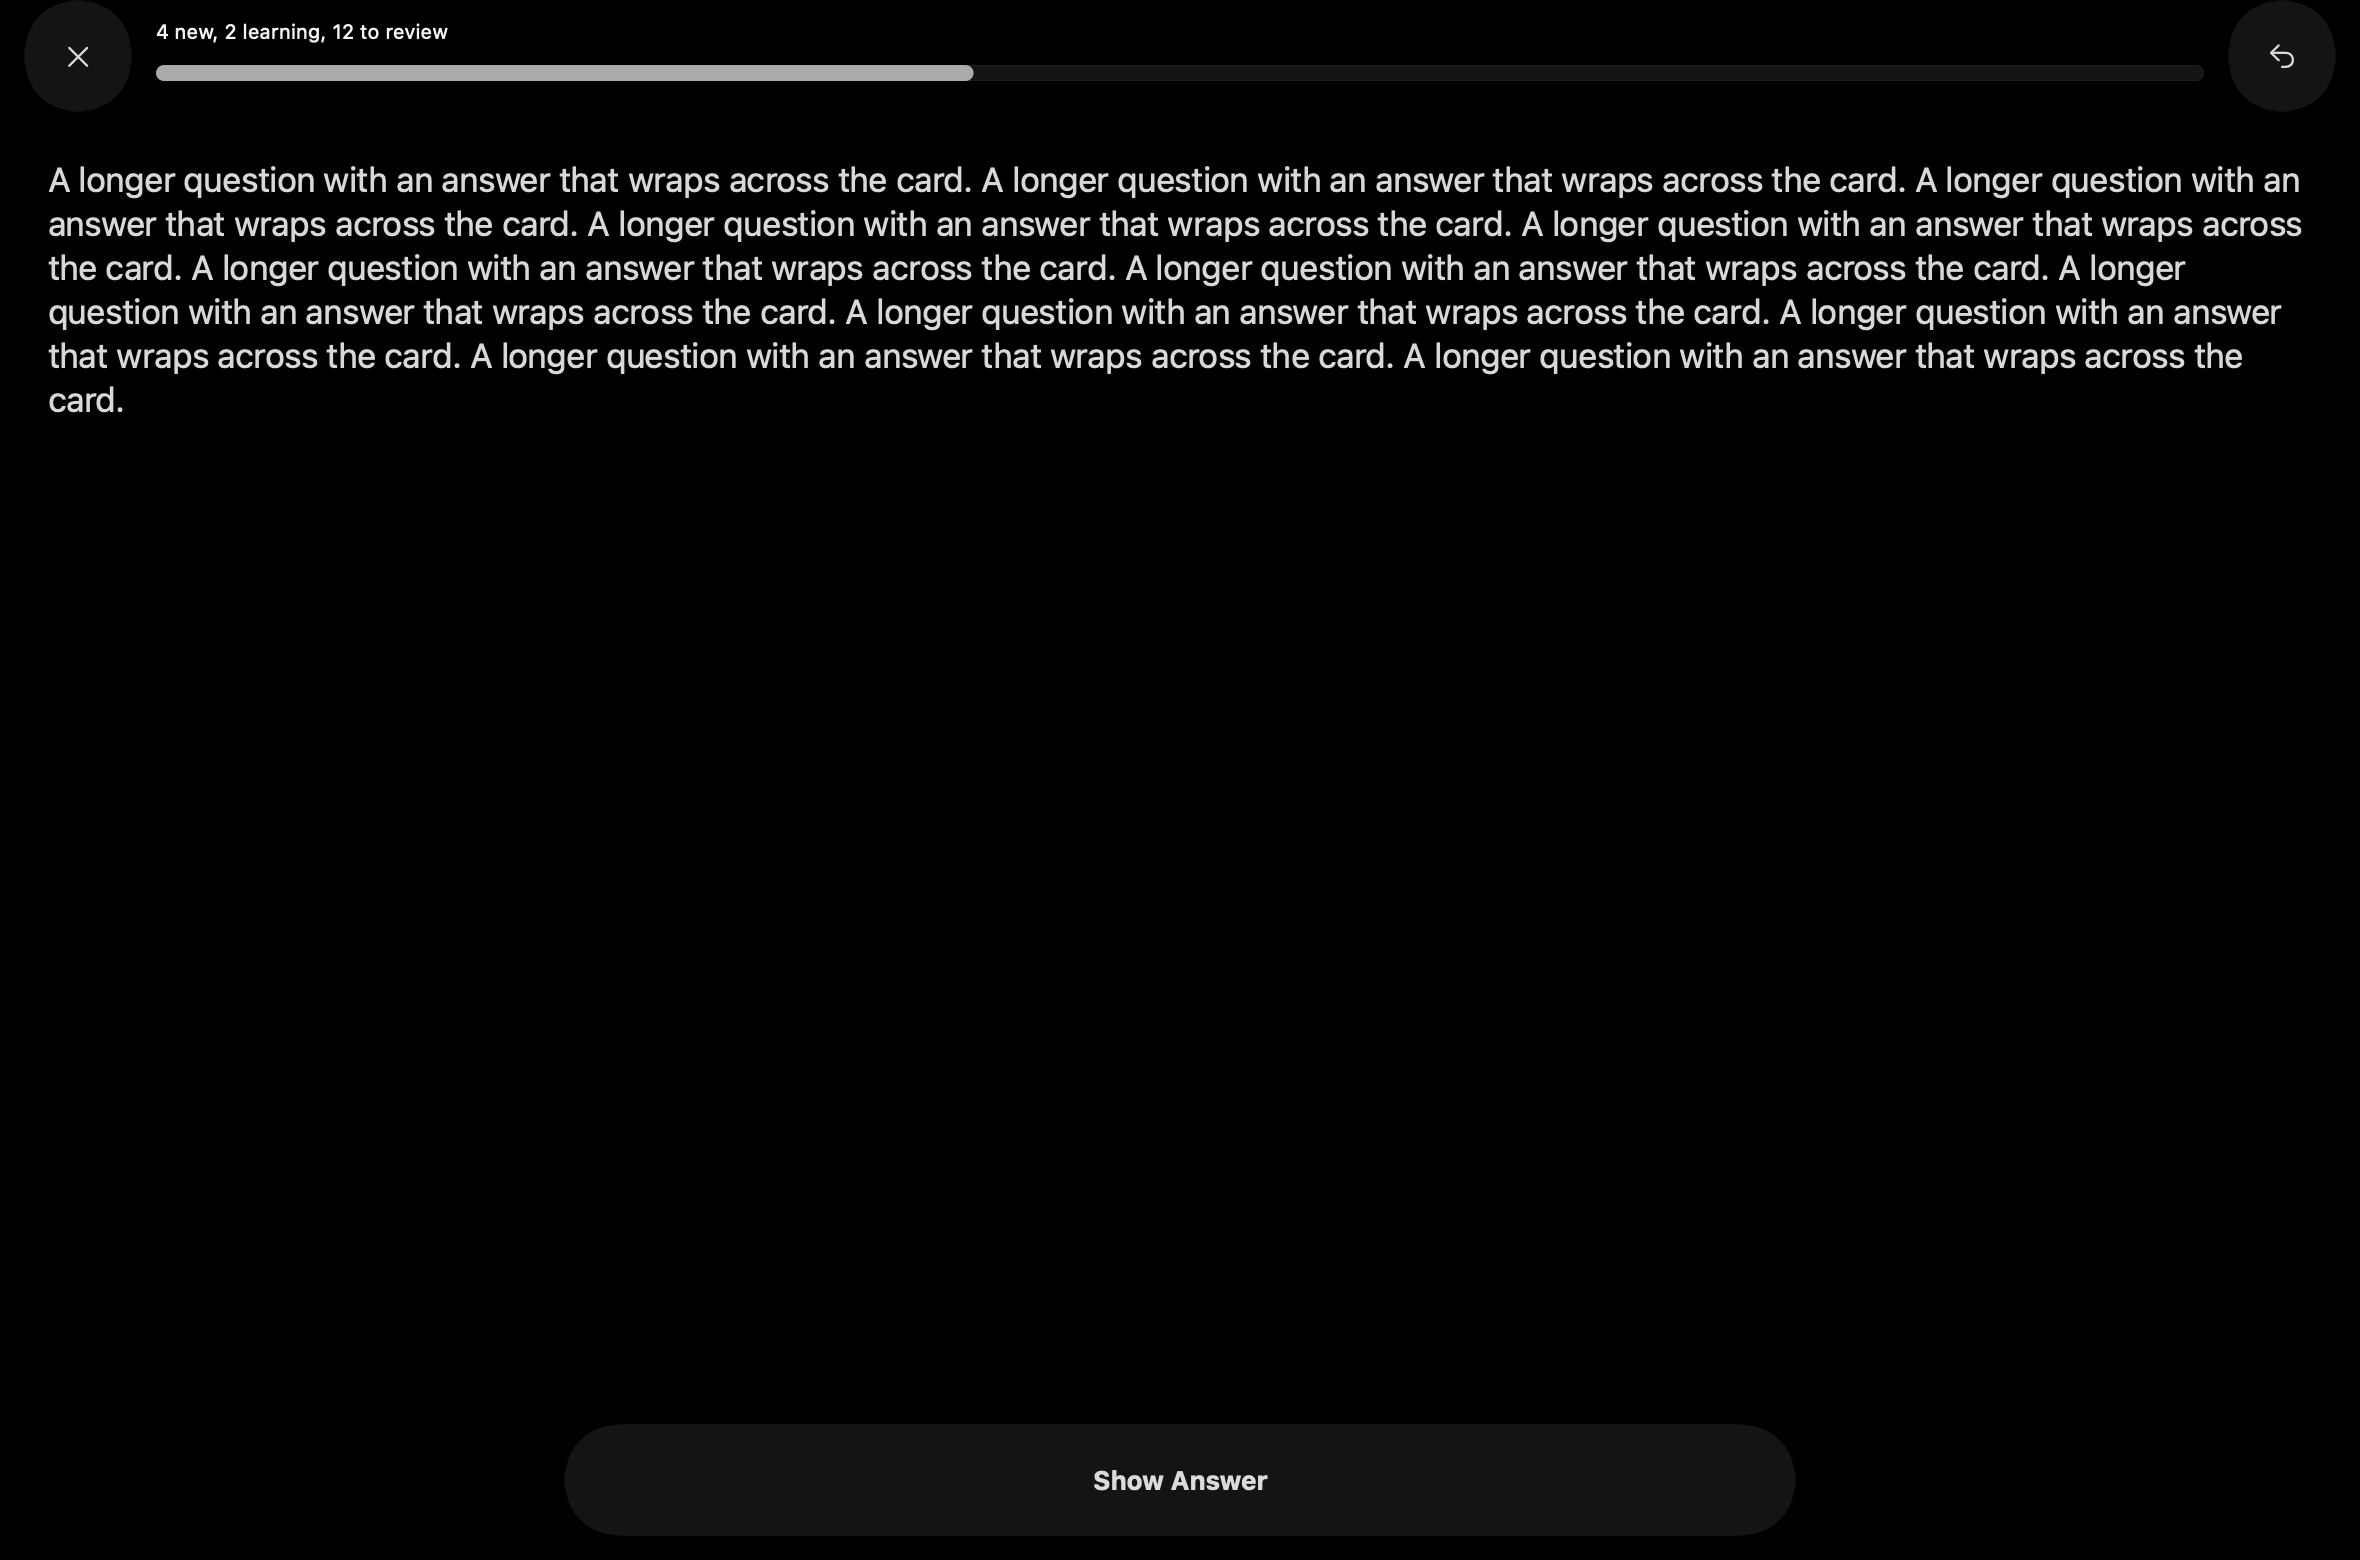 4 new, 2 learning, 12 to review
A longer question with an answer that wraps across the card. A longer question with an answer that wraps across the card. A longer question with an
answer that wraps across the card. A longer question with an answer that wraps across the card. A longer question with an answer that wraps across
the card. A longer question with an answer that wraps across the card. A longer question with an answer that wraps across the card. A longer
question with an answer that wraps across the card. A longer question with an answer that wraps across the card. A longer question with an answer
that wraps across the card. A longer question with an answer that wraps across the card. A longer question with an answer that wraps across the
card.
Show Answer